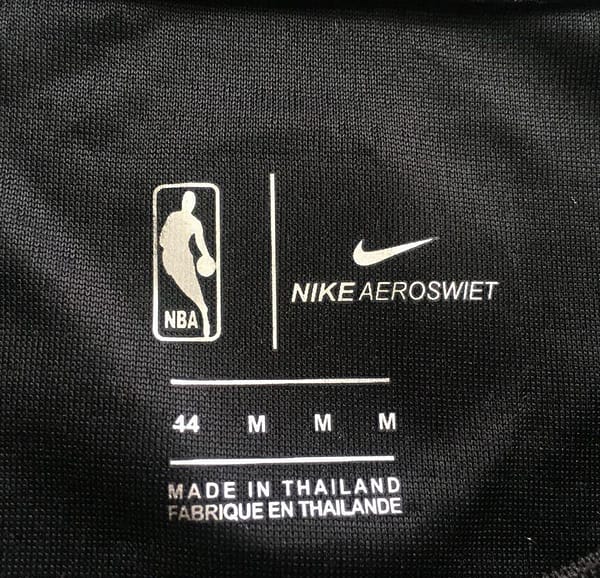 NBA
NIKE AEROSWIET
44 M M M
MADE IN THAILAND
FABRIQUE EN THAILANDE